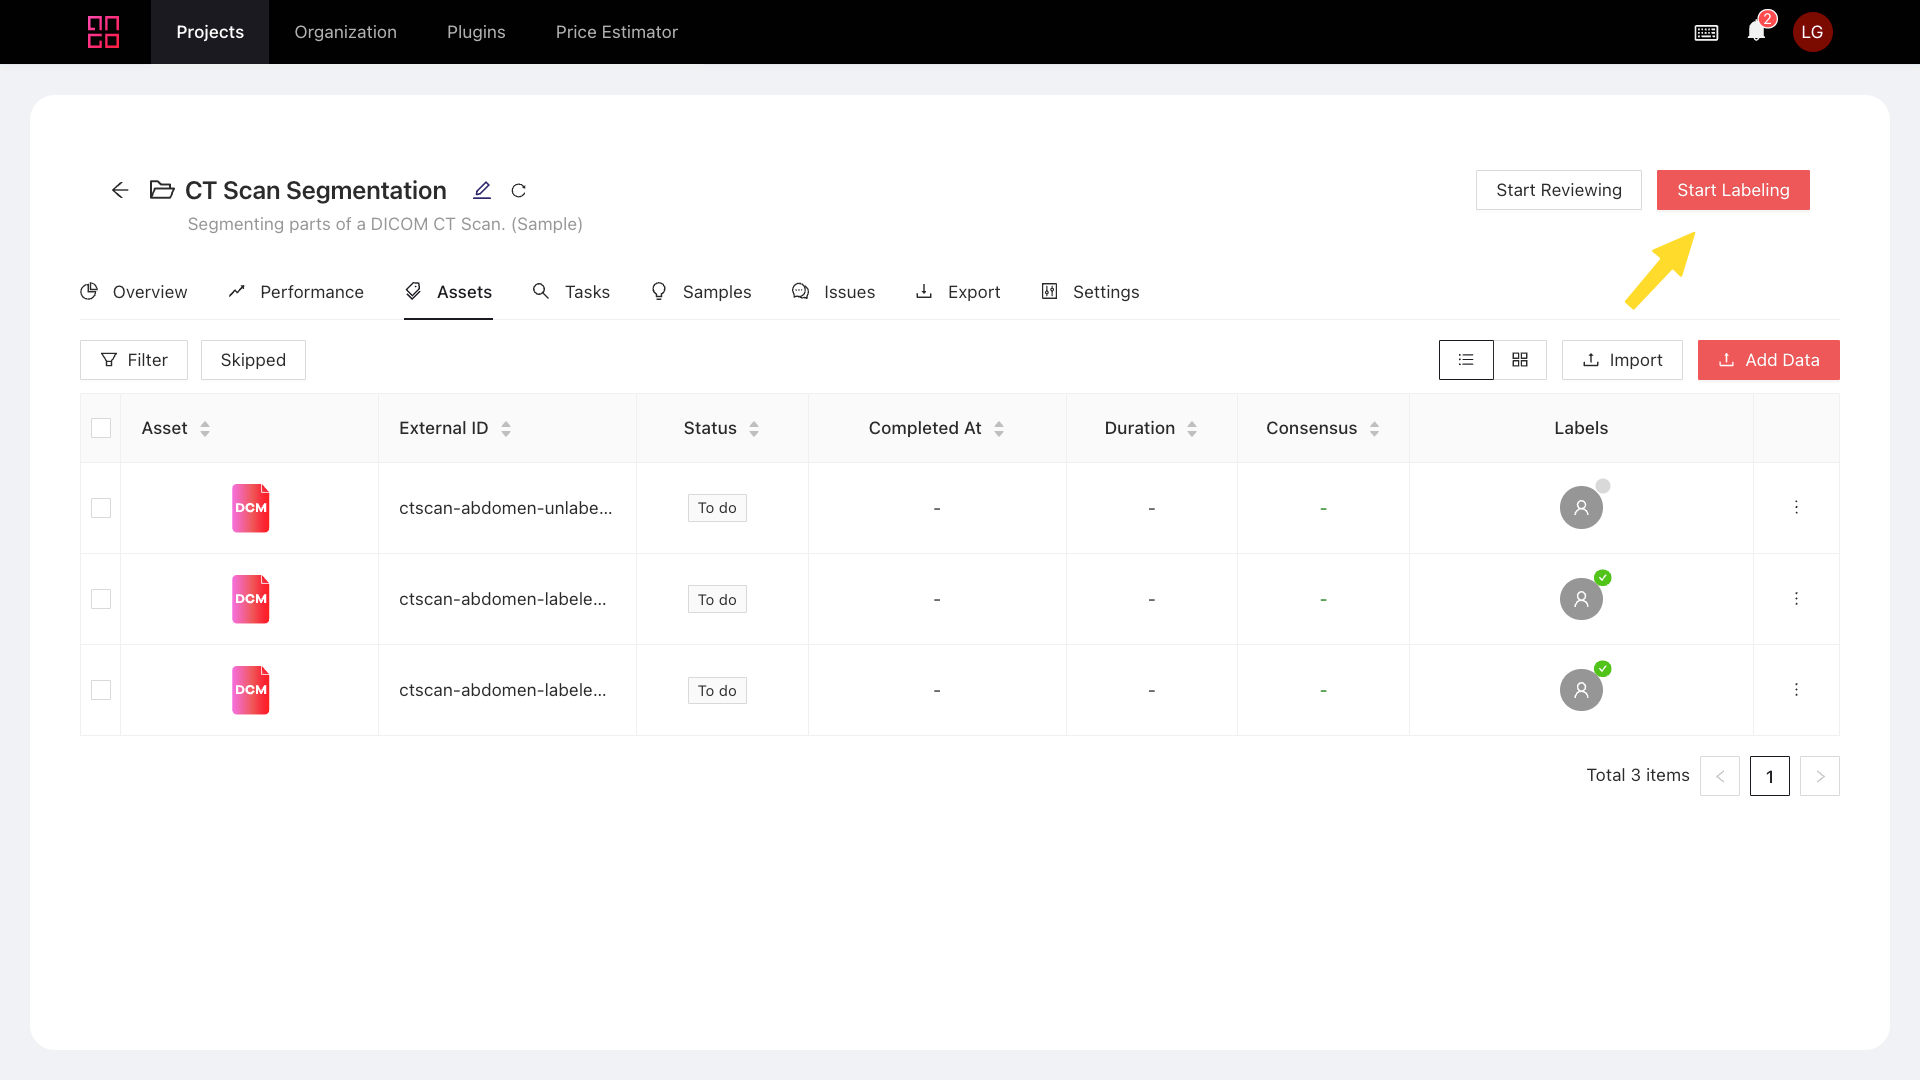 Projects Organization Plugins Price Estimator 2 LG
CT Scan Segmentation Start Reviewing Start Labeling
Segmenting parts of a DICOM CT Scan. (Sample)
Overview Performance Assets Tasks Samples Issues Export Settings
Filter Skipped Import Add Data
Asset External ID Status Completed At Duration Consensus Labels
DCM ctscan-abdomen-unlabe... To do - - -
DCM ctscan-abdomen-labele... To do - - -
DCM ctscan-abdomen-labele... To do - - -
Total 3 items < 1 >